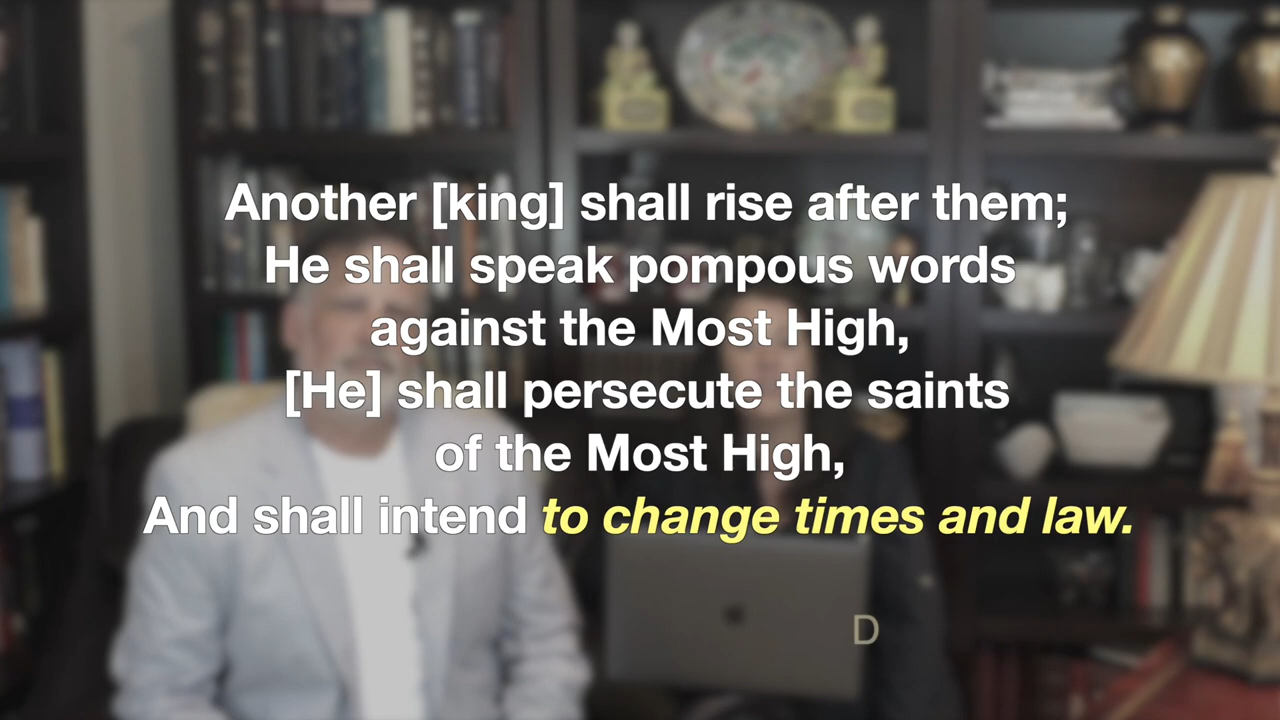 Another [king] shall rise after them;
He shall speak pompous words
against the Most High,
[He] shall persecute the saints
of the Most High,
And shall intend to change times and law.
D